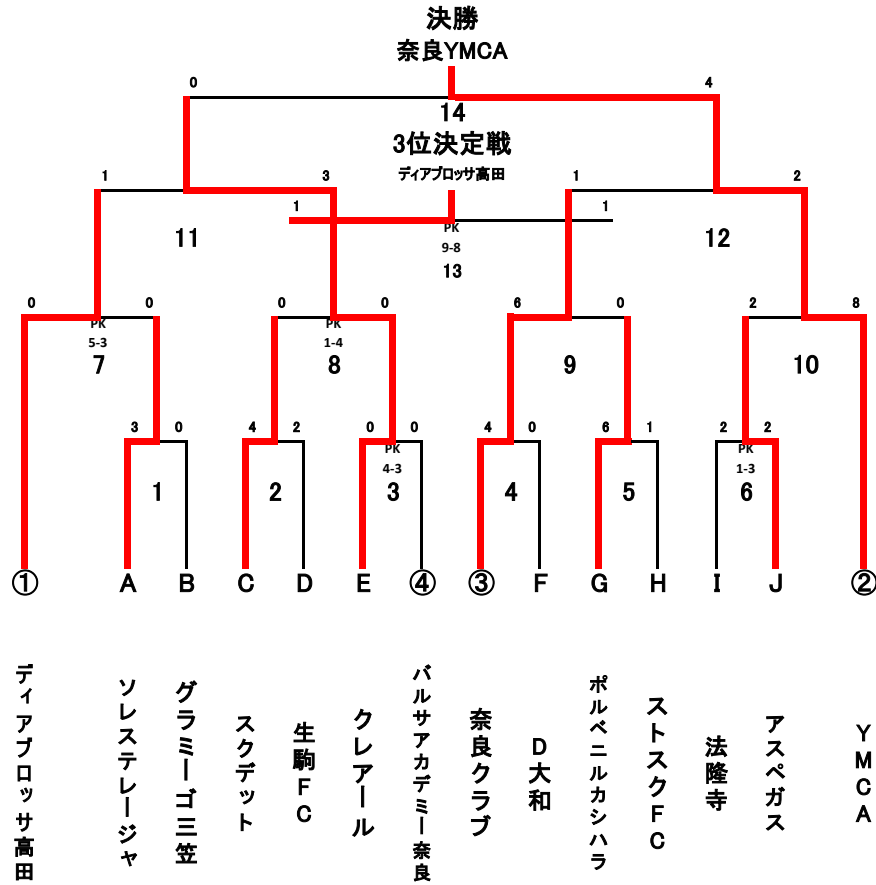 決勝
奈良YMCA
0 4
14
3位決定戦
ディアブロッサ高田
1 3 1 2
1 1
PK
9-8
11 12
13
0 0 0 0 6 0 2 8
PK PK
5-3 1-4
7 8 9 10
3 0 4 2 0 0 4 0 6 1 2 2
PK PK
4-3 1-3
1 2 3 4 5 6
① A B C D E ④ ③ F G H I J ②
ディアブロッサ高田
ソレステレージャ
グラミーゴ三笠
スクデット
生駒FC
クレアール
バルサアカデミー奈良
奈良クラブ
D大和
ポルベニルカシハラ
ストスクFC
法隆寺
アスペガス
YMCA